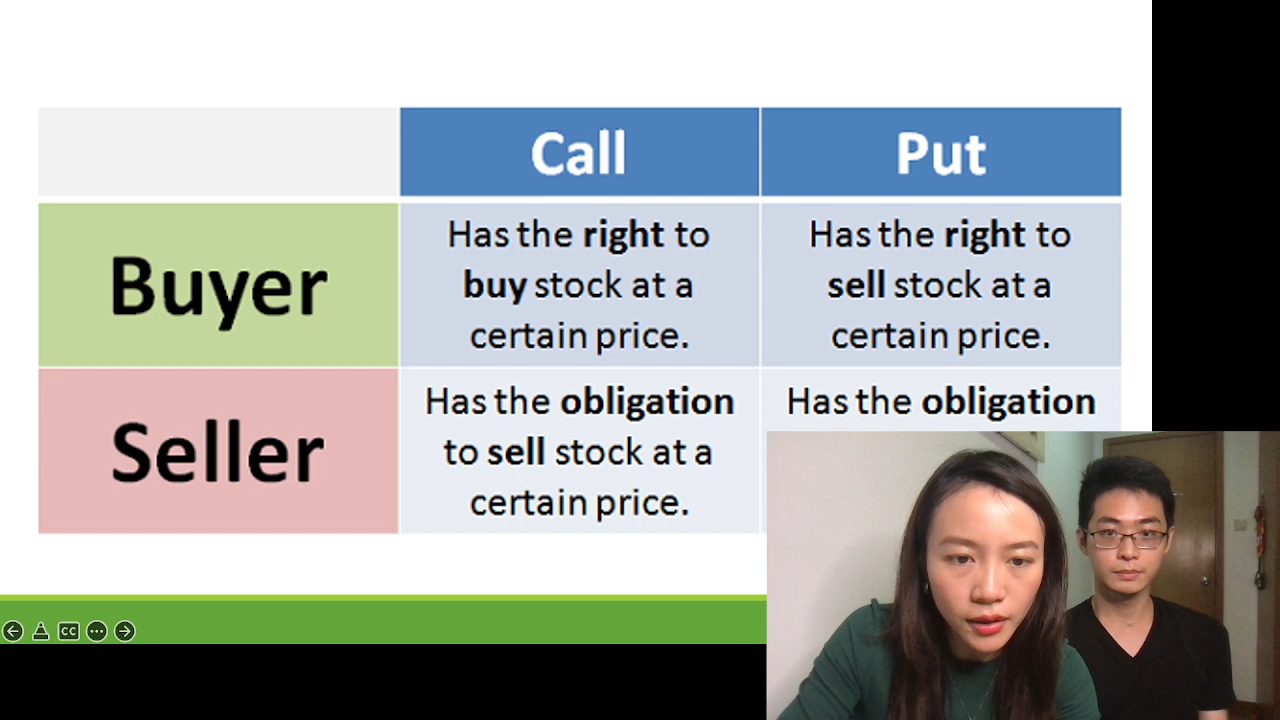 Call
Put
Buyer
Has the right to
buy stock at a
certain price.
Has the right to
sell stock at a
certain price.
Seller
Has the obligation
to sell stock at a
certain price.
Has the obligation
CC